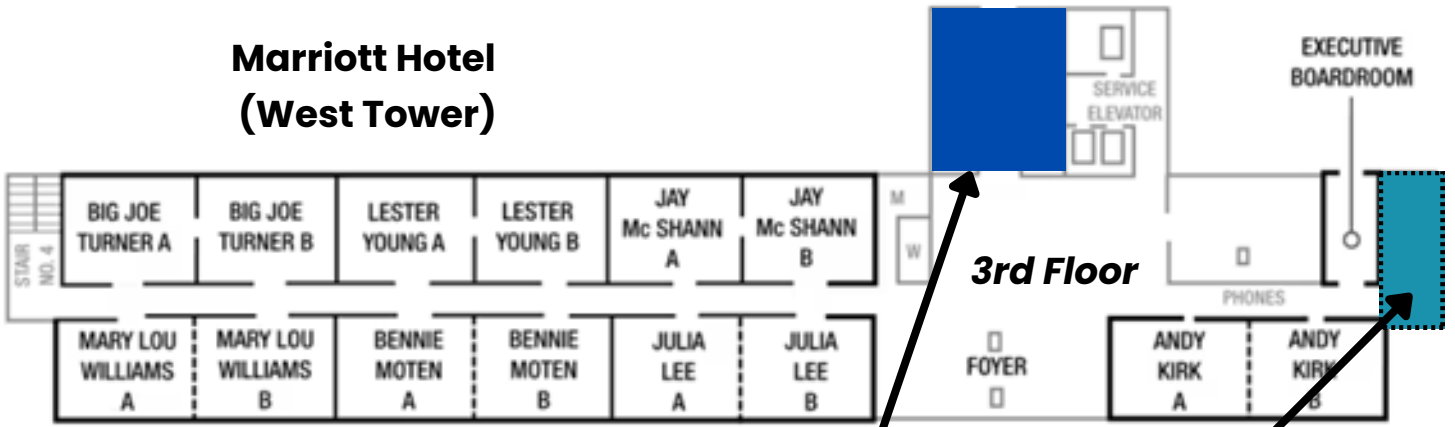 Marriott Hotel
(West Tower)
EXECUTIVE
BOARDROOM
SERVICE
ELEVATOR
STAIR
NO. 4
BIG JOE
TURNER A
BIG JOE
TURNER B
LESTER
YOUNG A
LESTER
YOUNG B
JAY
Mc SHANN
A
JAY
Mc SHANN
B
M
W
3rd Floor
PHONES
MARY LOU
WILLIAMS
A
MARY LOU
WILLIAMS
B
BENNIE
MOTEN
A
BENNIE
MOTEN
B
JULIA
LEE
A
JULIA
LEE
B
FOYER
ANDY
KIRK
A
ANDY
KIRK
B